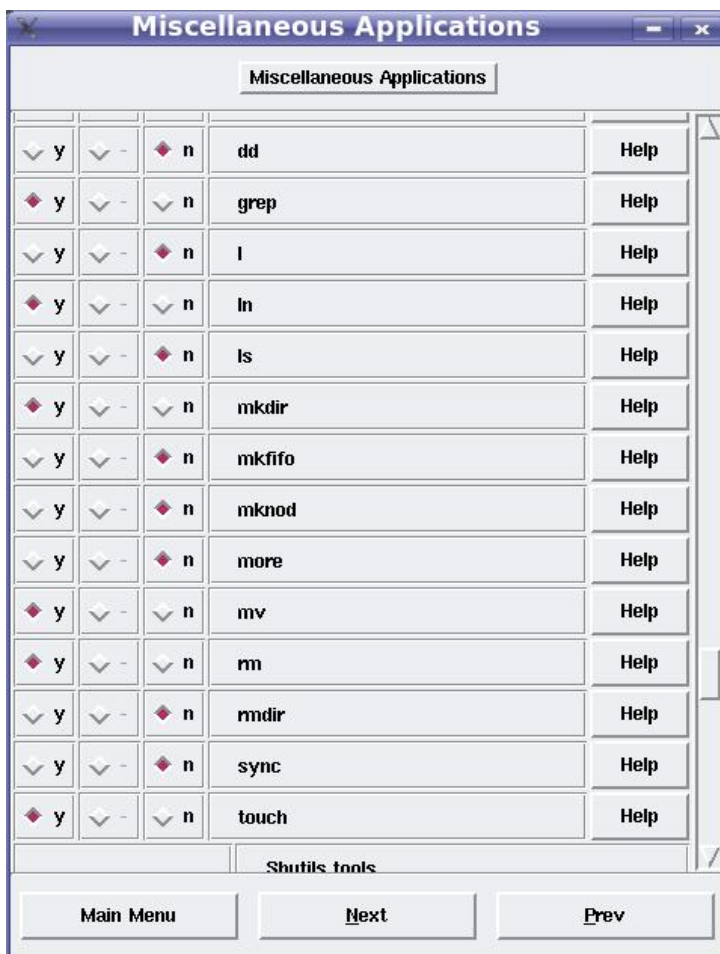 Miscellaneous Applications
Miscellaneous Applications
y - n dd Help
y - n grep Help
y - n l Help
y - n ln Help
y - n ls Help
y - n mkdir Help
y - n mkfifo Help
y - n mknod Help
y - n more Help
y - n mv Help
y - n rm Help
y - n rmdir Help
y - n sync Help
y - n touch Help
Shutils tools
Main Menu Next Prev